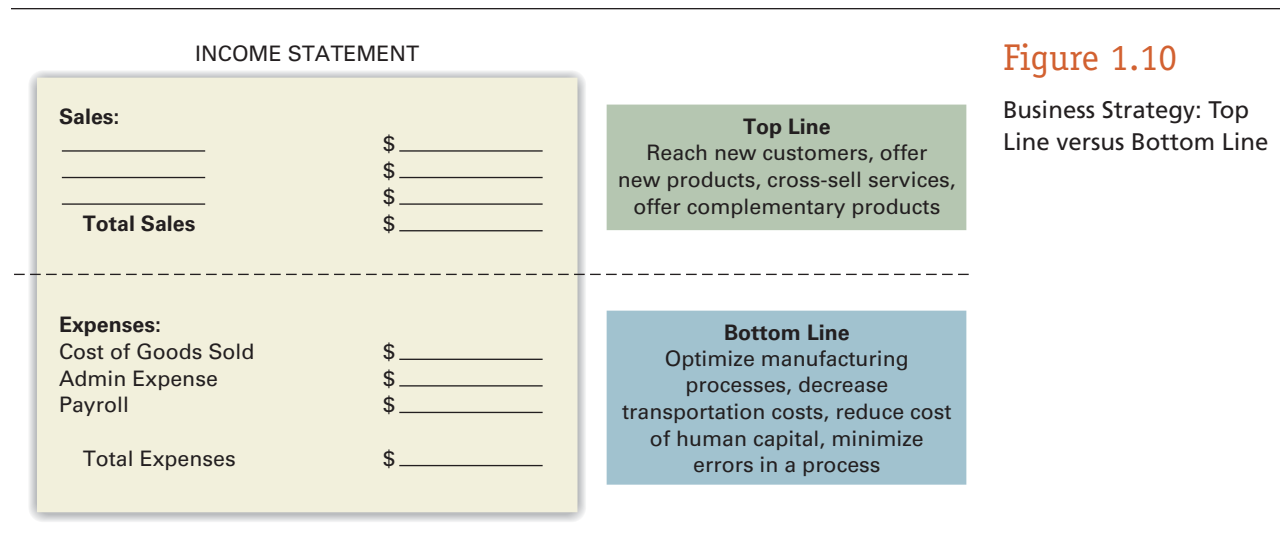 INCOME STATEMENT
Sales:
$
$
$
Total Sales $
Expenses:
Cost of Goods Sold $
Admin Expense $
Payroll $
Total Expenses $
Top Line
Reach new customers, offer
new products, cross-sell services,
offer complementary products
Bottom Line
Optimize manufacturing
processes, decrease
transportation costs, reduce cost
of human capital, minimize
errors in a process
Figure 1.10
Business Strategy: Top
Line versus Bottom Line